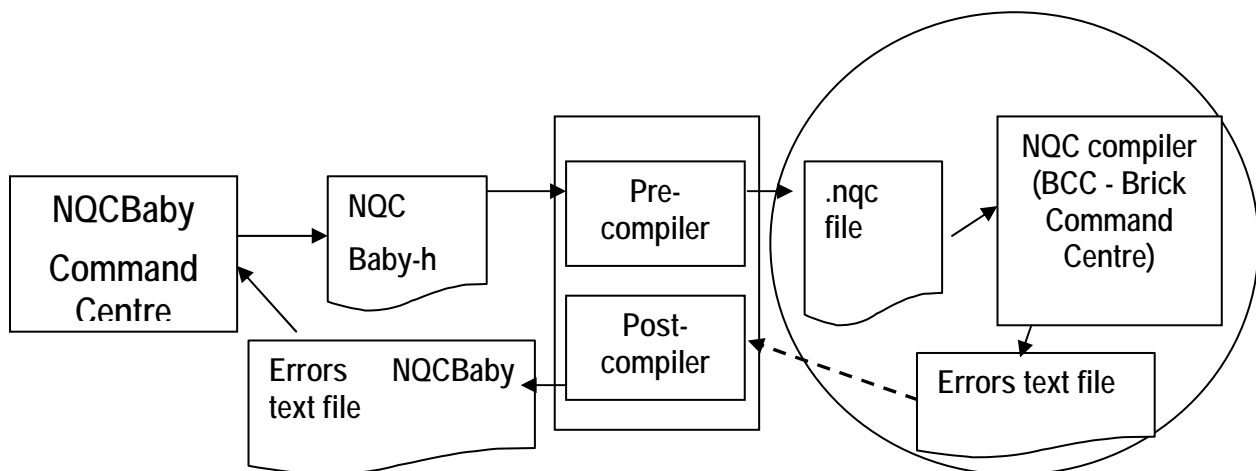 NQCBaby
Command
Centre
NQC
Baby-h
Pre-
compiler
.nqc
file
NQC compiler
(BCC - Brick
Command
Centre)
Post-
compiler
Errors NQCBaby
text file
Errors text file